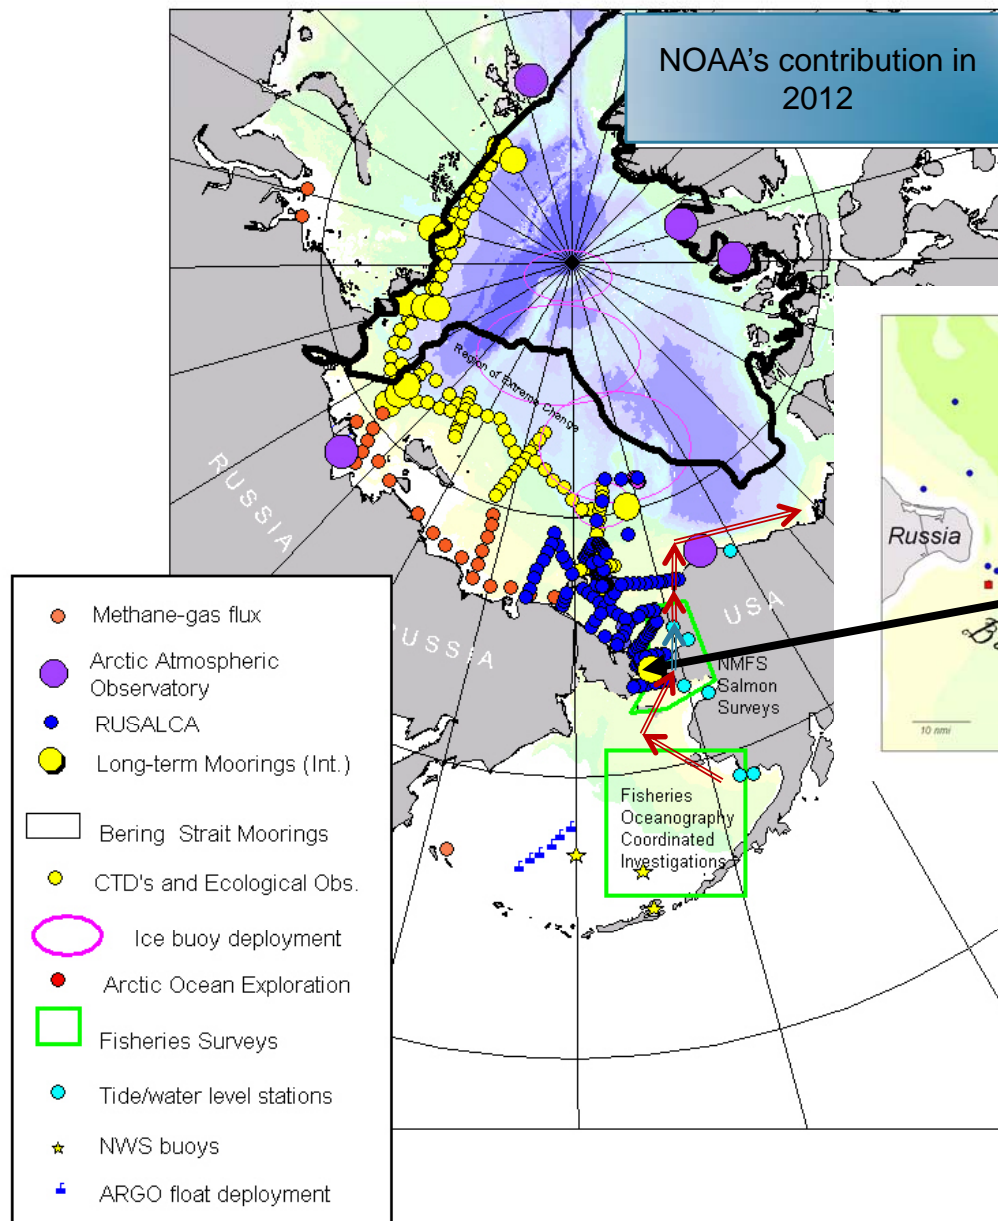 NOAA's contribution in
2012
Region of Extreme Change
RUSSIA
RUSSIA
USA
NMFS
Salmon
Surveys
Fisheries
Oceanography
Coordinated
Investigations
Russia
10 nmi
Methane-gas flux
Arctic Atmospheric
Observatory
RUSALCA
Long-term Moorings (Int.)
Bering Strait Moorings
CTD's and Ecological Obs.
Ice buoy deployment
Arctic Ocean Exploration
Fisheries Surveys
Tide/water level stations
NWS buoys
ARGO float deployment